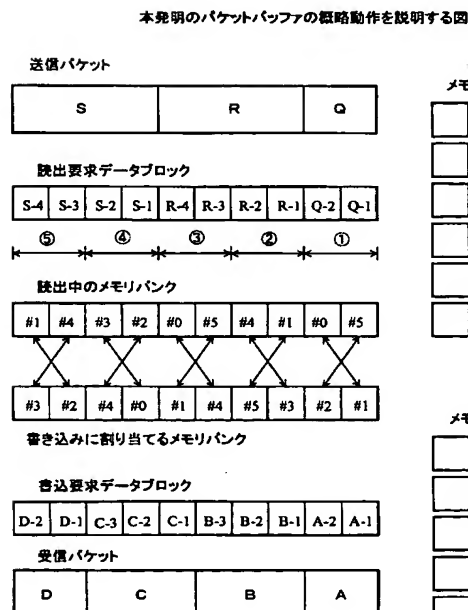 本発明のパケットバッファの概略動作を説明する図
送信パケット
S R Q
読出要求データブロック
S-4 S-3 S-2 S-1 R-4 R-3 R-2 R-1 Q-2 Q-1
⑤ ④ ③ ② ①
読出中のメモリバンク
#1 #4 #3 #2 #0 #5 #4 #1 #0 #5
#3 #2 #4 #0 #1 #4 #5 #3 #2 #1
書き込みに割り当てるメモリバンク
書込要求データブロック
D-2 D-1 C-3 C-2 C-1 B-3 B-2 B-1 A-2 A-1
受信パケット
D C B A
メモ
メモ